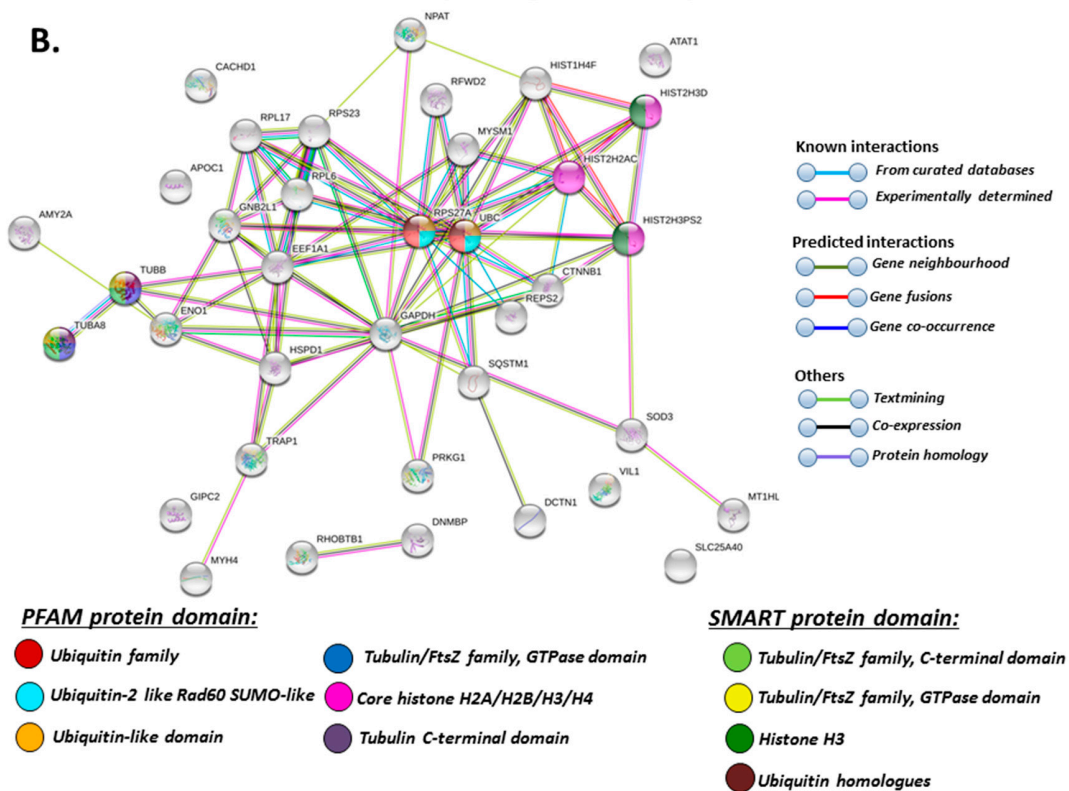 B.
NPAT
ATAT1
CACHD1
RFWD2
HIST1H4F
HIST2H3D
RPL17
RPS23
MYSM1
APOC1
RPL6
HIST2H2AC
GNB2L1
RPS27A
UBC
HIST2H3PS2
AMY2A
EEF1A1
CTNNB1
TUBB
REPS2
ENO1
GAPDH
TUBA8
HSPD1
SQSTM1
SOD3
TRAP1
PRKG1
VIL1
GIPC2
DCTN1
MT1HL
DNMBP
RHOBTB1
SLC25A40
MYH4
Known interactions
From curated databases
Experimentally determined
Predicted interactions
Gene neighbourhood
Gene fusions
Gene co-occurrence
Others
Textmining
Co-expression
Protein homology
PFAM protein domain:
Ubiquitin family
Ubiquitin-2 like Rad60 SUMO-like
Ubiquitin-like domain
Tubulin/FtsZ family, GTPase domain
Core histone H2A/H2B/H3/H4
Tubulin C-terminal domain
SMART protein domain:
Tubulin/FtsZ family, C-terminal domain
Tubulin/FtsZ family, GTPase domain
Histone H3
Ubiquitin homologues